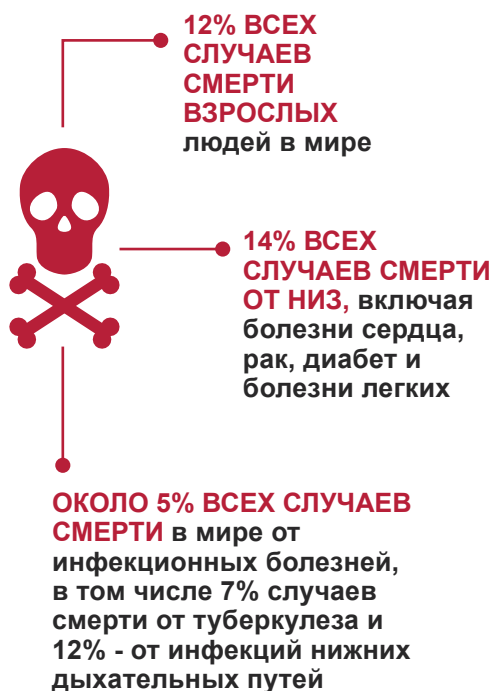 12% ВСЕХ
СЛУЧАЕВ
СМЕРТИ
ВЗРОСЛЫХ
людей в мире
14% ВСЕХ
СЛУЧАЕВ СМЕРТИ
ОТ НИЗ, включая
болезни сердца,
рак, диабет и
болезни легких
ОКОЛО 5% ВСЕХ СЛУЧАЕВ
СМЕРТИ в мире от
инфекционных болезней,
в том числе 7% случаев
смерти от туберкулеза и
12% - от инфекций нижних
дыхательных путей